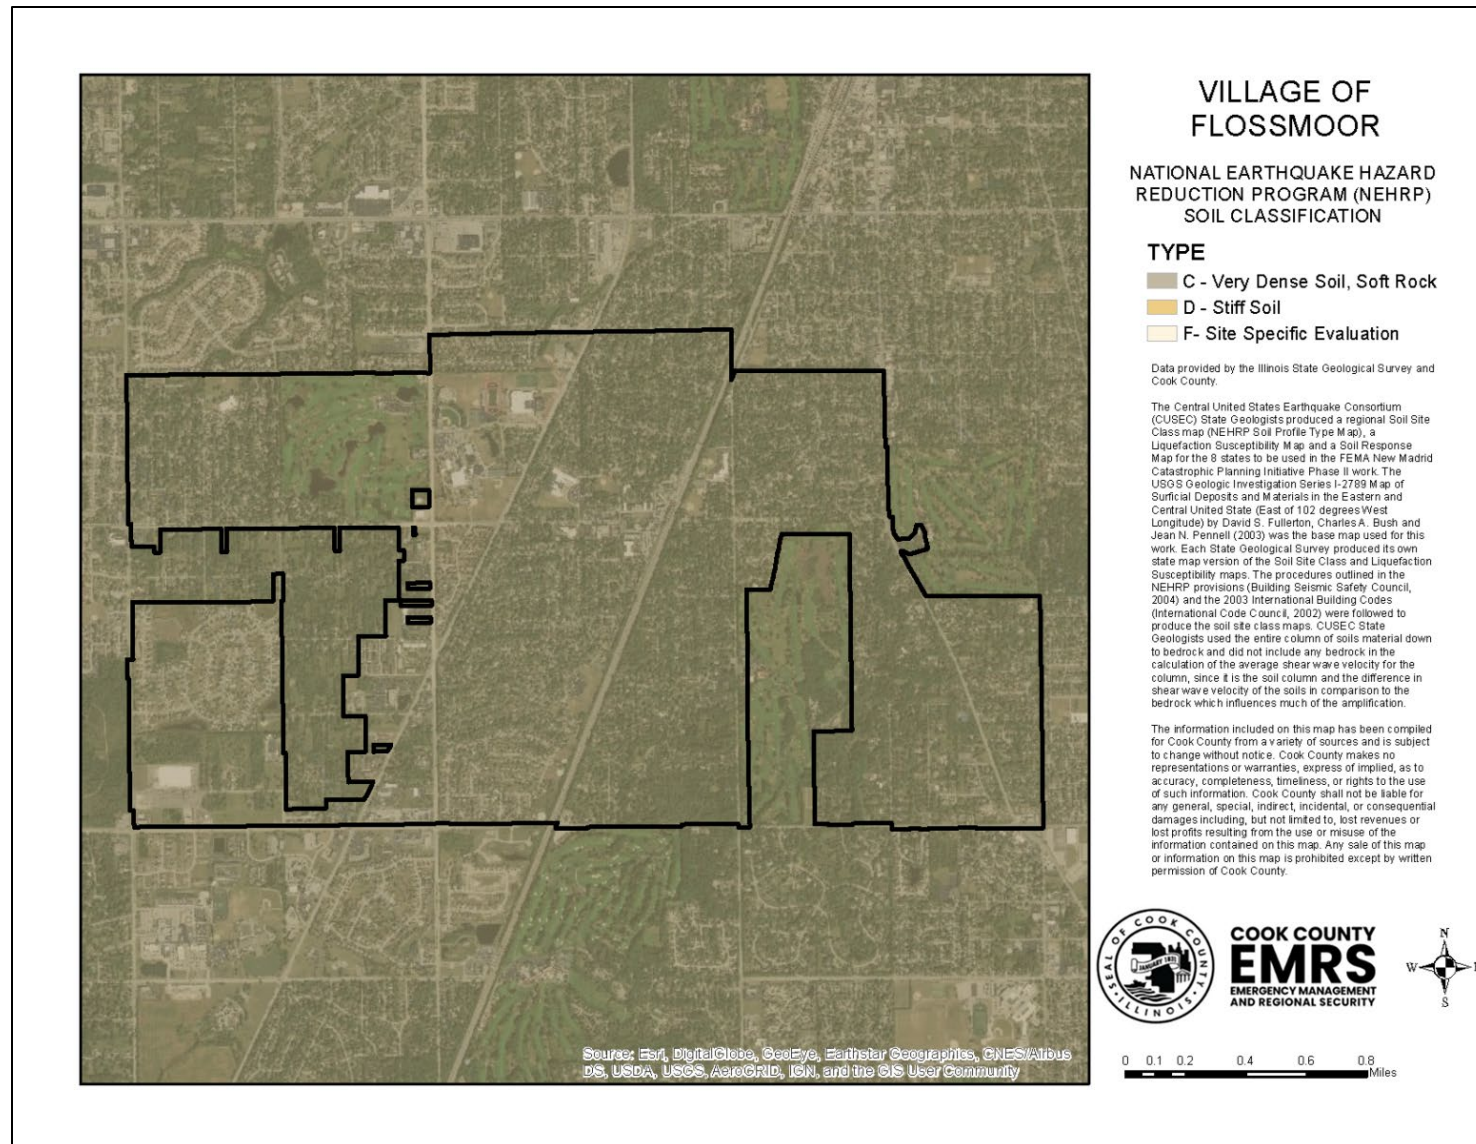 VILLAGE OF
FLOSSMOOR
NATIONAL EARTHQUAKE HAZARD
REDUCTION PROGRAM (NEHRP)
SOIL CLASSIFICATION
TYPE
C - Very Dense Soil, Soft Rock
D - Stiff Soil
F- Site Specific Evaluation
Data provided by the Illinois State Geological Survey and
Cook County.
The Central United States Earthquake Consortium
(CUSEC) State Geologists produced a regional Soil Site
Class map (NEHRP Soil Profile Type Map), a
Liquefaction Susceptibility Map and a Soil Response
Map for the 8 states to be used in the FEMA New Madrid
Catastrophic Planning Initiative Phase II work. The
USGS Geologic Investigation Series I-2789 Map of
Surficial Deposits and Materials in the Eastern and
Central United State (East of 102 degrees West
Longitude) by David S. Fullerton, Charles A. Bush and
Jean N. Pennell (2003) was the base map used for this
work. Each State Geological Survey produced its own
state map version of the Soil Site Class and Liquefaction
Susceptibility maps. The procedures outlined in the
NEHRP provisions (Building Seismic Safety Council,
2004) and the 2003 International Building Codes
(International Code Council, 2002) were followed to
produce the soil site class maps. CUSEC State
Geologists used the entire column of soils material down
to bedrock and did not include any bedrock in the
calculation of the average shear wave velocity for the
column, since it is the soil column and the difference in
shear wave velocity of the soils in comparison to the
bedrock which influences much of the amplification.
The information included on this map has been compiled
for Cook County from a variety of sources and is subject
to change without notice. Cook County makes no
representations or warranties, express of implied, as to
accuracy, completeness, timeliness, or rights to the use
of such information. Cook County shall not be liable for
any general, special, indirect, incidental, or consequential
damages including, but not limited to, lost revenues or
lost profits resulting from the use or misuse of the
information contained on this map. Any sale of this map
or information on this map is prohibited except by written
permission of Cook County.
SEAL OF COOK COUNTY
JANUARY 1831
ILLINOIS
COOK COUNTY
EMRS
EMERGENCY MANAGEMENT
AND REGIONAL SECURITY
N
W
S
0 0.1 0.2 0.4 0.6 0.8
Miles
Source: Esri, DigitalGlobe, GeoEye, Earthstar Geographics, CNES/Airbus
DS, USDA, USGS, AeroGRID, IGN, and the GIS User Community